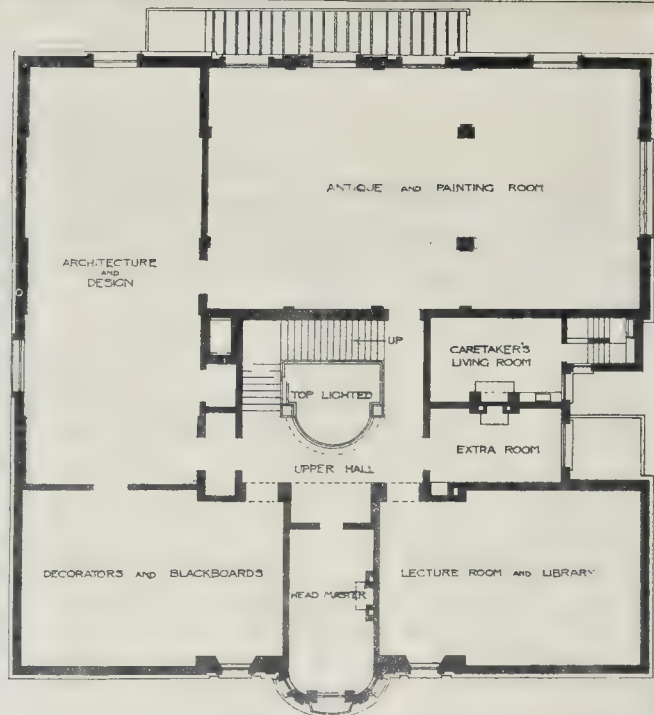 ANTIQUE AND PAINTING ROOM
ARCHITECTURE
AND
DESIGN
UP
CARETAKER'S
LIVING ROOM
TOP LIGHTED
EXTRA ROOM
UPPER HALL
DECORATORS AND BLACKBOARDS
HEAD MASTER
LECTURE ROOM AND LIBRARY